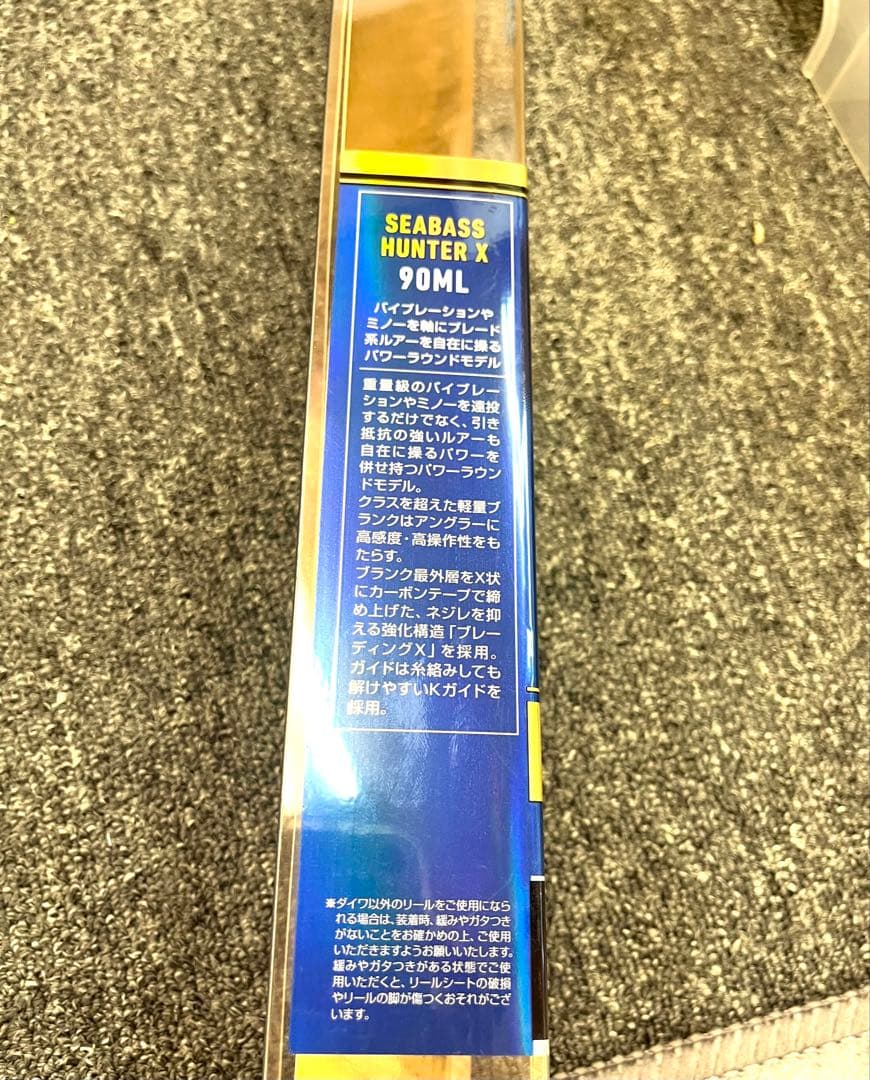 SEABASS
HUNTER X
90ML
バイブレーションや
ミノーを軸にブレード
系ルアーを自在に操る
パワーラウンドモデル
重量級のバイブレー
ションやミノーを遠投
するだけでなく、引き
抵抗の強いルアーも
自在に操るパワーを
併せ持つパワーラウン
ドモデル。
クラスを超えた軽量ブ
ランクはアングラーに
高感度・高操作性をも
たらす。
ブランク最外層をX状
にカーボンテープで締
め上げた、ネジレを抑
える強化構造「ブレー
ディングX」を採用。
ガイドは糸絡みしても
解けやすいKガイドを
採用。
※ダイワ以外のリールをご使用になら
れる場合は、装着時、緩みやガタつき
がないことをお確かめの上、ご使用
いただきますようお願いいたします。
緩みやガタつきがある状態でご使
用いただくと、リールシートの破損
やリールの脚が傷つくおそれがござ
います。